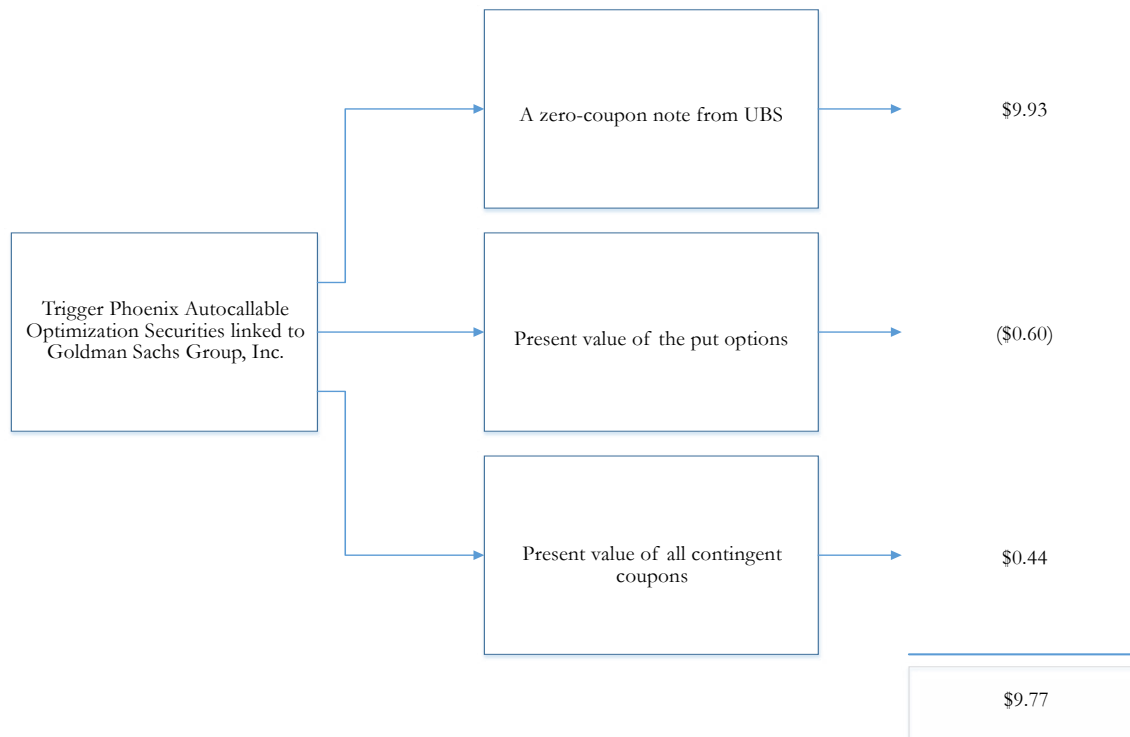 A zero-coupon note from UBS
$9.93
Trigger Phoenix Autocallable
Optimization Securities linked to
Goldman Sachs Group, Inc.
Present value of the put options
($0.60)
Present value of all contingent
coupons
$0.44
$9.77